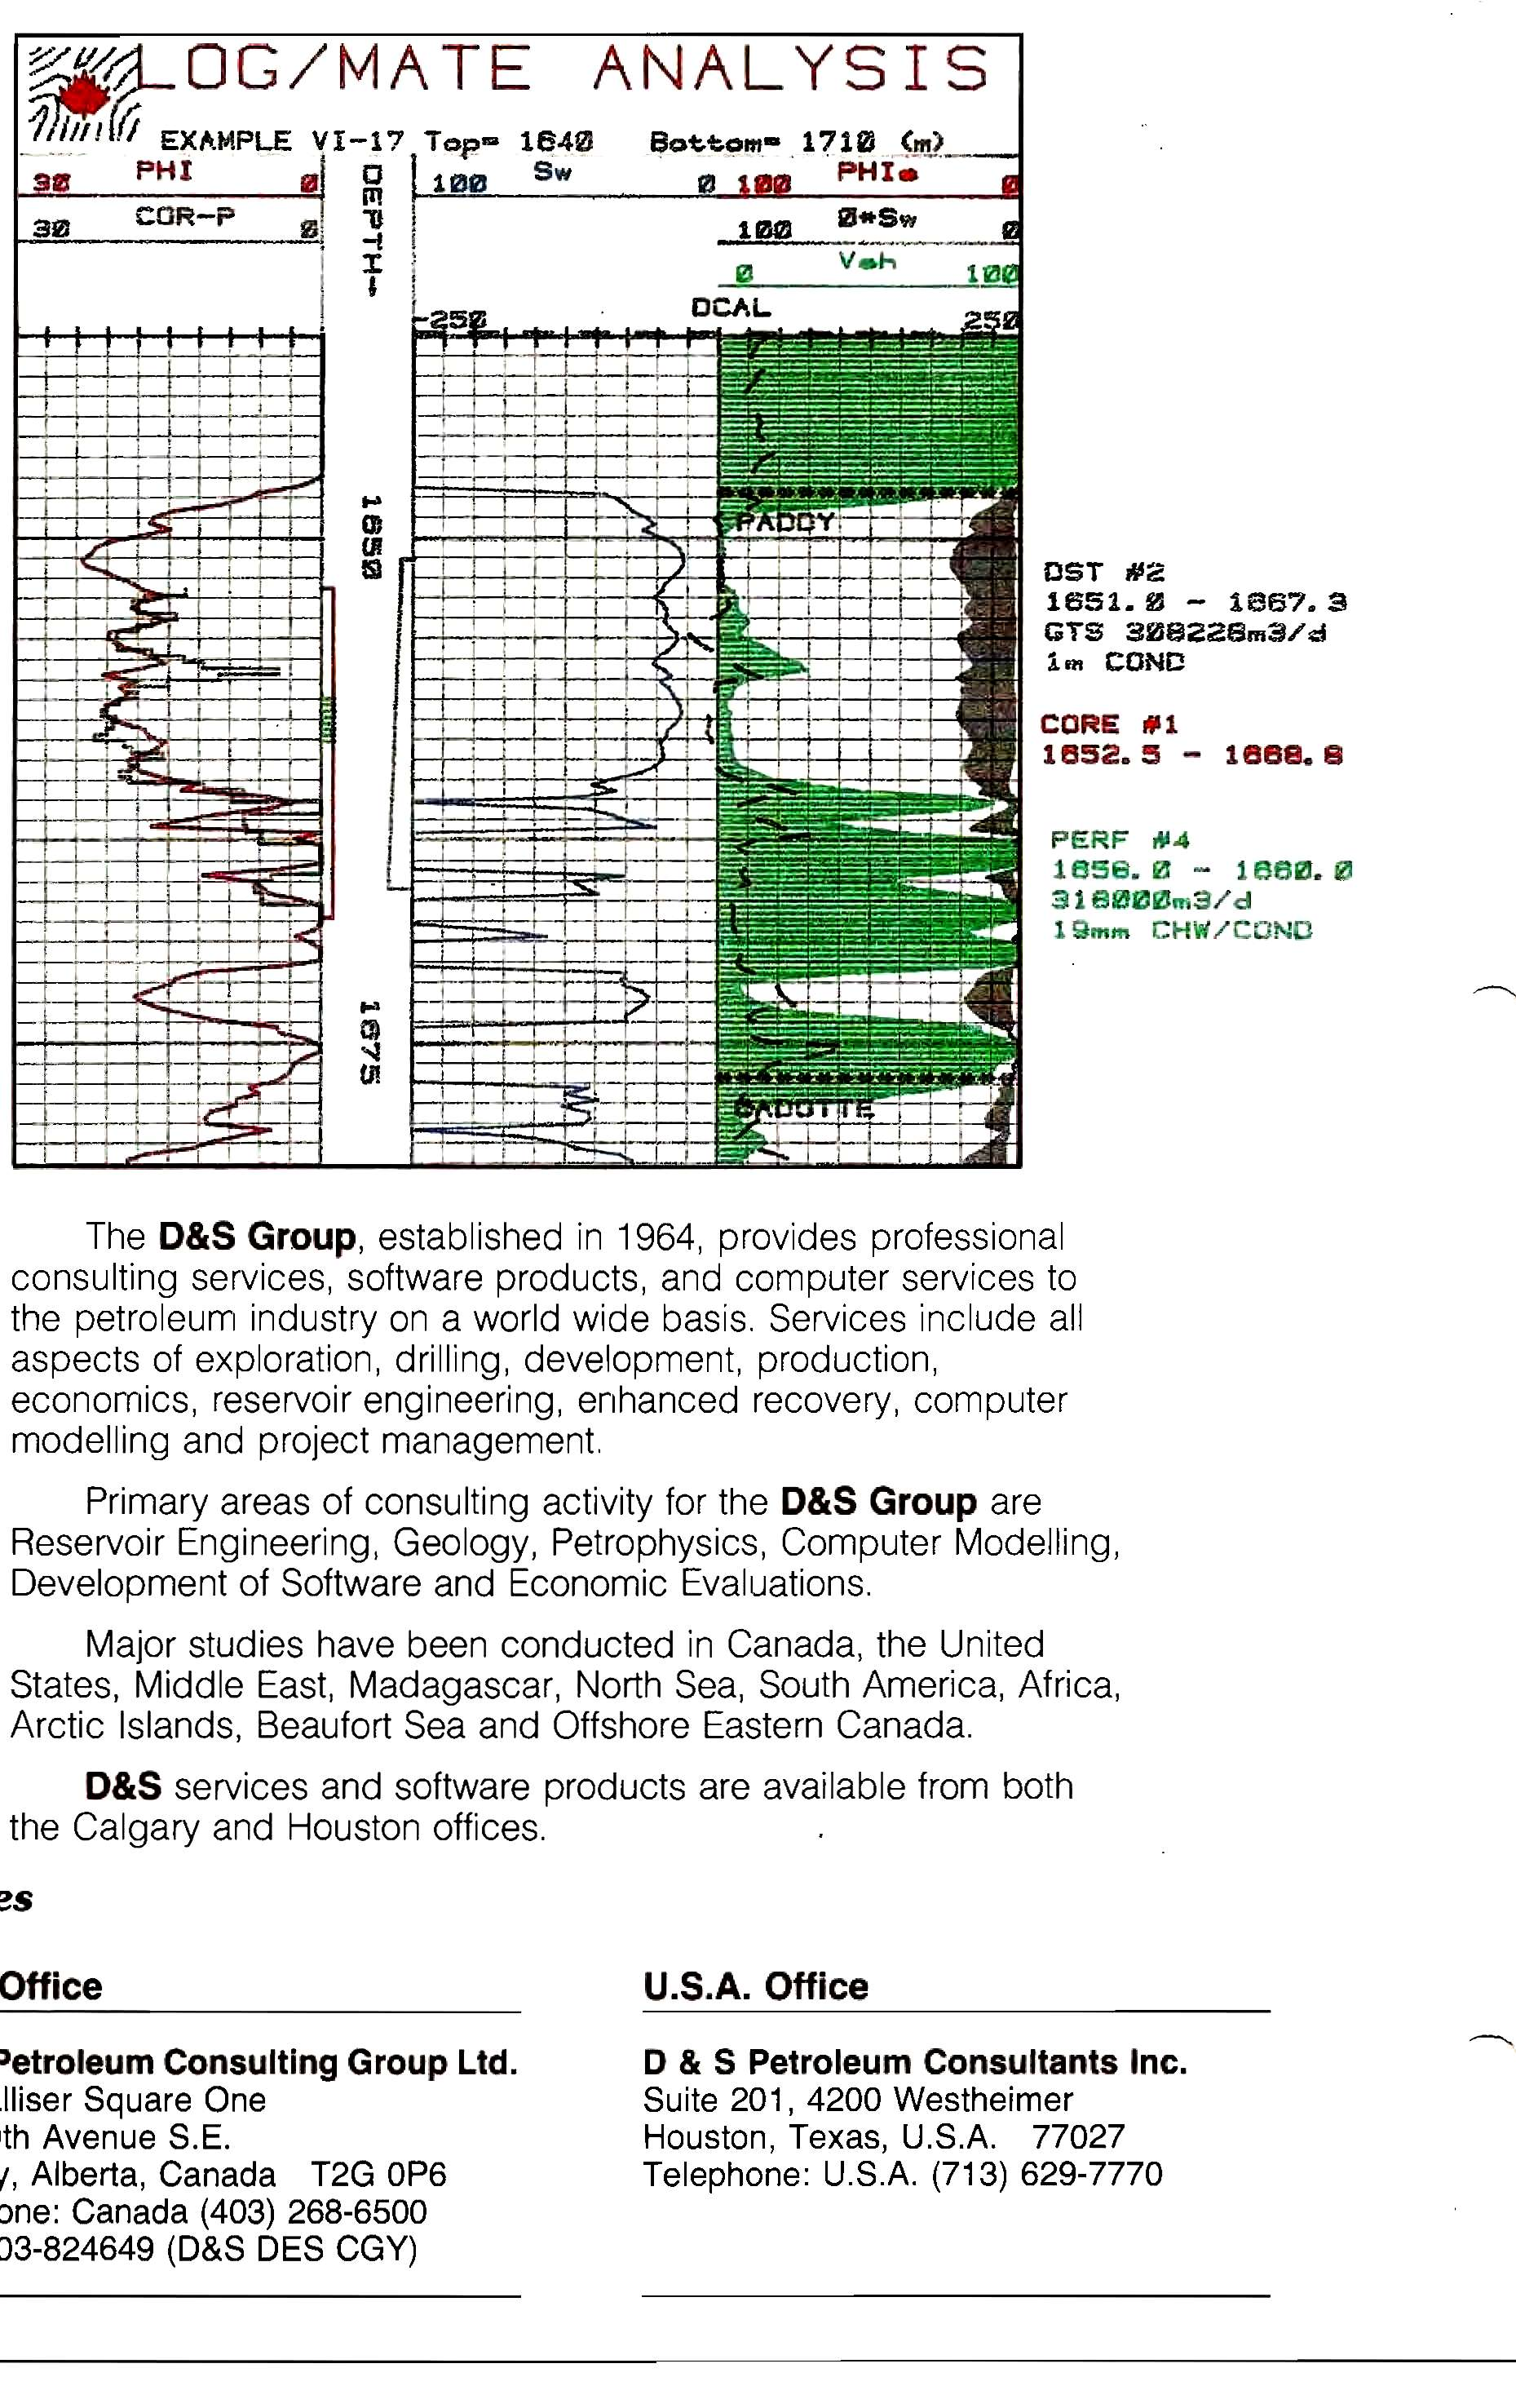 LOG/MATE ANALYSIS
EXAMPLE VI-17 Top= 1640 Bottom= 1710 (m)
30 PHI 0
30 COR-P 0
DEPTH→
100 Sw 0
100 PHIe 0
100 0*Sw 0
0 Vsh 100
DCAL
-250 250
PADDY
1650
1675
CADOTTE
DST #2
1651.0 - 1667.3
GTS 308228m3/d
1m COND
CORE #1
1652.5 - 1668.8
PERF #4
1658.0 - 1660.0
318000m3/d
19mm CHW/COND
The D&S Group, established in 1964, provides professional
consulting services, software products, and computer services to
the petroleum industry on a world wide basis. Services include all
aspects of exploration, drilling, development, production,
economics, reservoir engineering, enhanced recovery, computer
modelling and project management.
Primary areas of consulting activity for the D&S Group are
Reservoir Engineering, Geology, Petrophysics, Computer Modelling,
Development of Software and Economic Evaluations.
Major studies have been conducted in Canada, the United
States, Middle East, Madagascar, North Sea, South America, Africa,
Arctic Islands, Beaufort Sea and Offshore Eastern Canada.
D&S services and software products are available from both
the Calgary and Houston offices.
es
Office
Petroleum Consulting Group Ltd.
lliser Square One
th Avenue S.E.
y, Alberta, Canada T2G 0P6
one: Canada (403) 268-6500
03-824649 (D&S DES CGY)
U.S.A. Office
D & S Petroleum Consultants Inc.
Suite 201, 4200 Westheimer
Houston, Texas, U.S.A. 77027
Telephone: U.S.A. (713) 629-7770